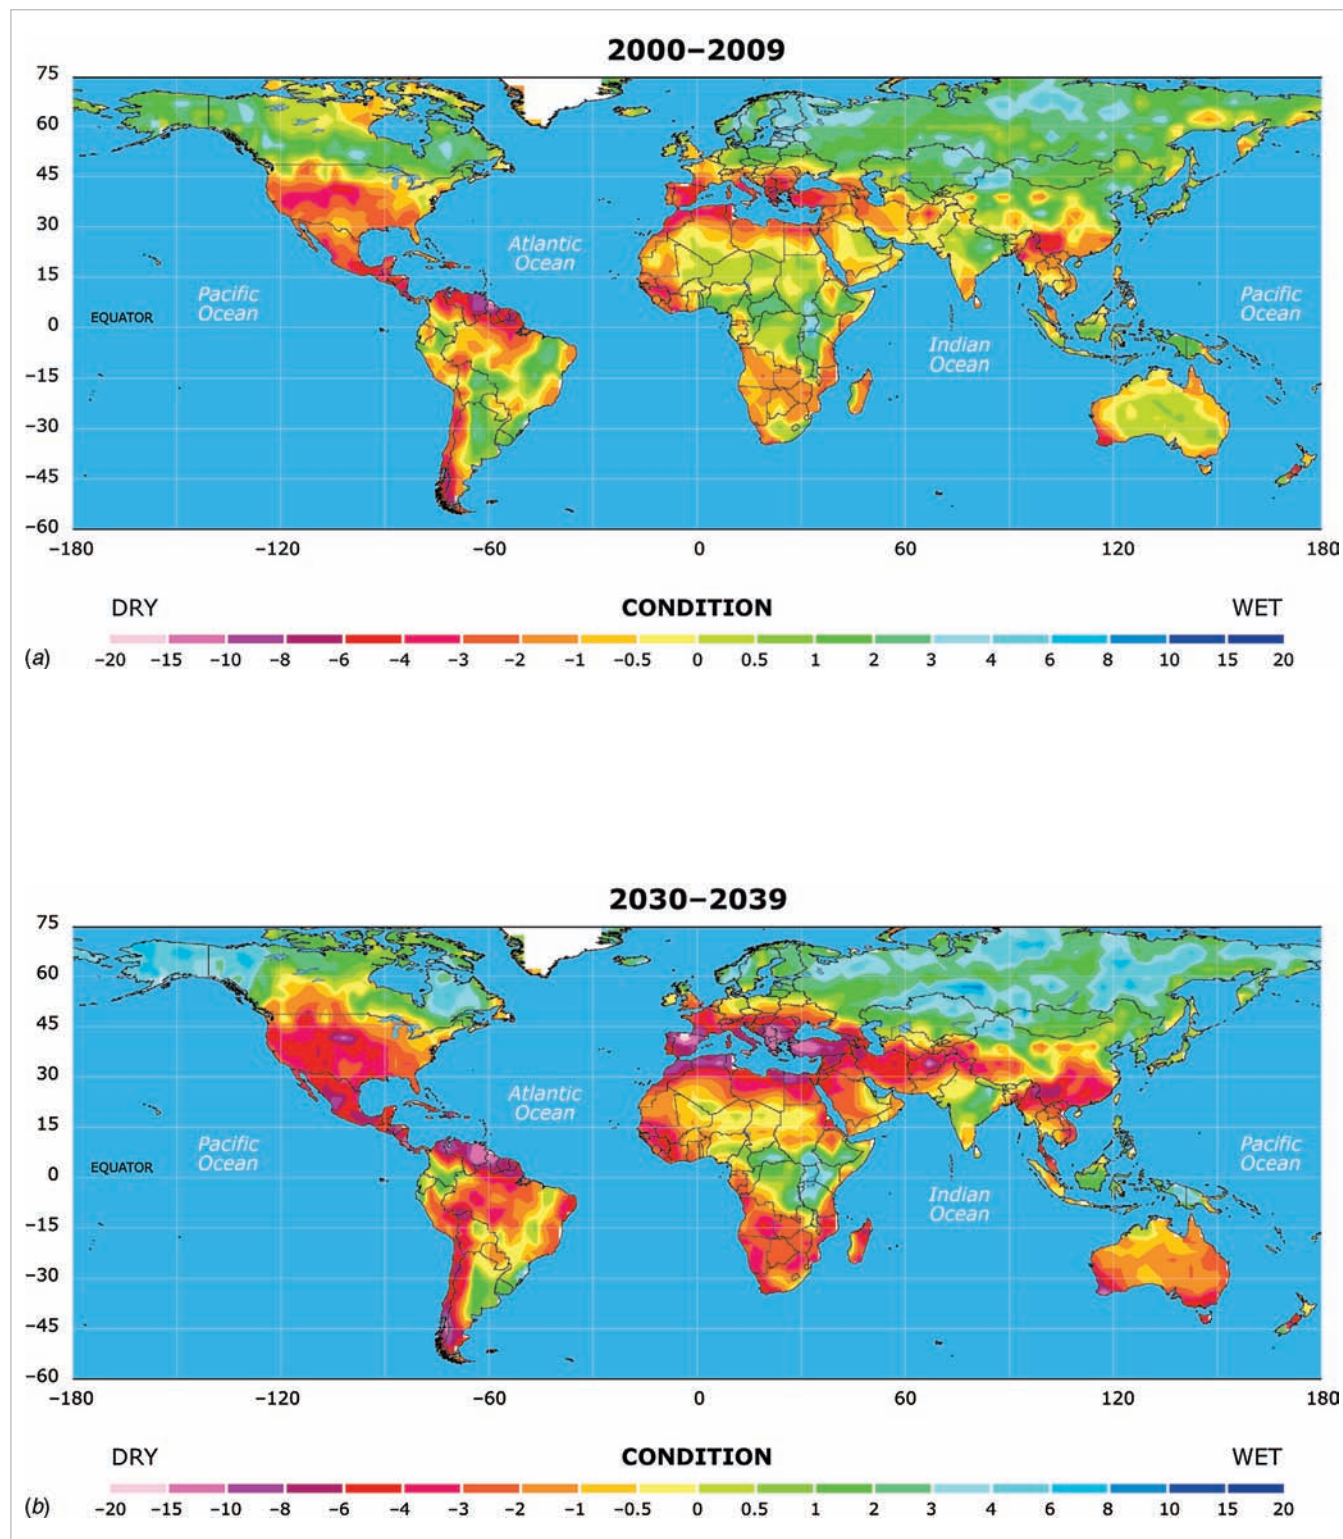 2000–2009
75
60
45
30
15
0
–15
–30
–45
–60
Atlantic
Ocean
Pacific
Ocean
EQUATOR
Indian
Ocean
Pacific
Ocean
–180 –120 –60 0 60 120 180
DRY CONDITION WET
(a) –20 –15 –10 –8 –6 –4 –3 –2 –1 –0.5 0 0.5 1 2 3 4 6 8 10 15 20
2030–2039
75
60
45
30
15
0
–15
–30
–45
–60
Atlantic
Ocean
Pacific
Ocean
EQUATOR
Indian
Ocean
Pacific
Ocean
–180 –120 –60 0 60 120 180
DRY CONDITION WET
(b) –20 –15 –10 –8 –6 –4 –3 –2 –1 –0.5 0 0.5 1 2 3 4 6 8 10 15 20